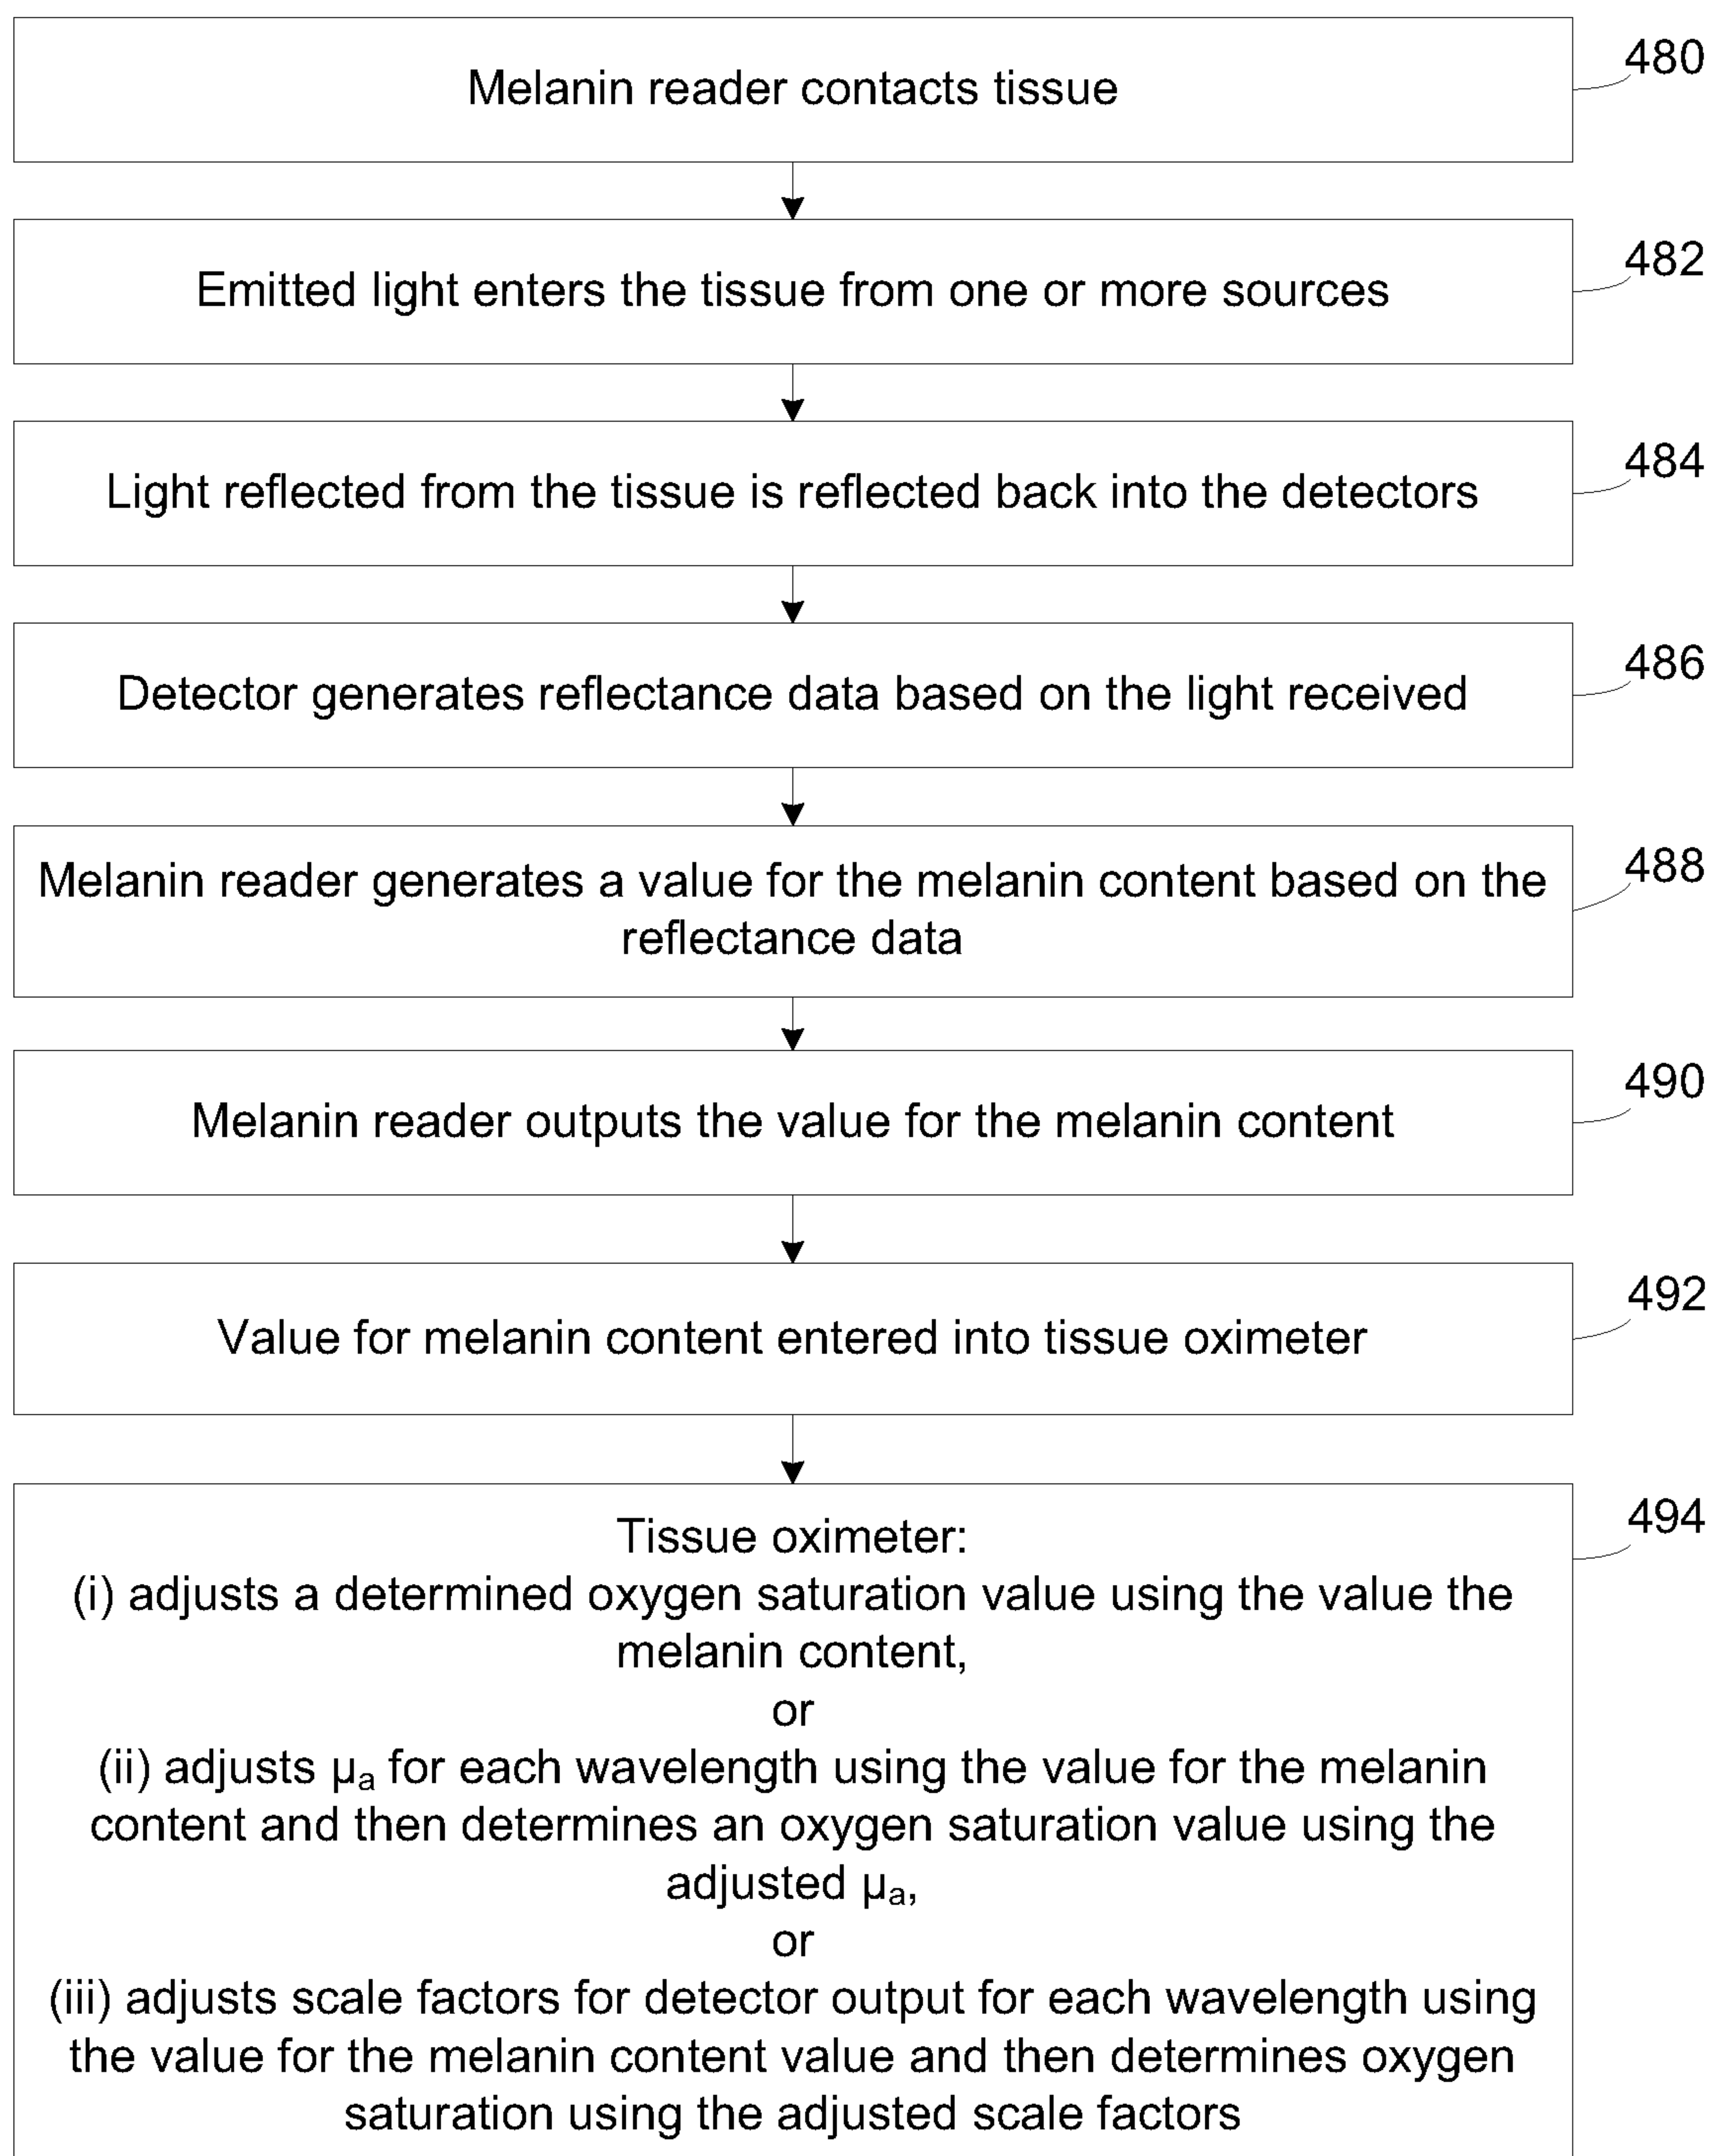 Melanin reader contacts tissue
480
Emitted light enters the tissue from one or more sources
482
Light reflected from the tissue is reflected back into the detectors
484
Detector generates reflectance data based on the light received
486
Melanin reader generates a value for the melanin content based on the
reflectance data
488
Melanin reader outputs the value for the melanin content
490
Value for melanin content entered into tissue oximeter
492
Tissue oximeter:
(i) adjusts a determined oxygen saturation value using the value the
melanin content,
or
(ii) adjusts µₐ for each wavelength using the value for the melanin
content and then determines an oxygen saturation value using the
adjusted µₐ,
or
(iii) adjusts scale factors for detector output for each wavelength using
the value for the melanin content value and then determines oxygen
saturation using the adjusted scale factors
494